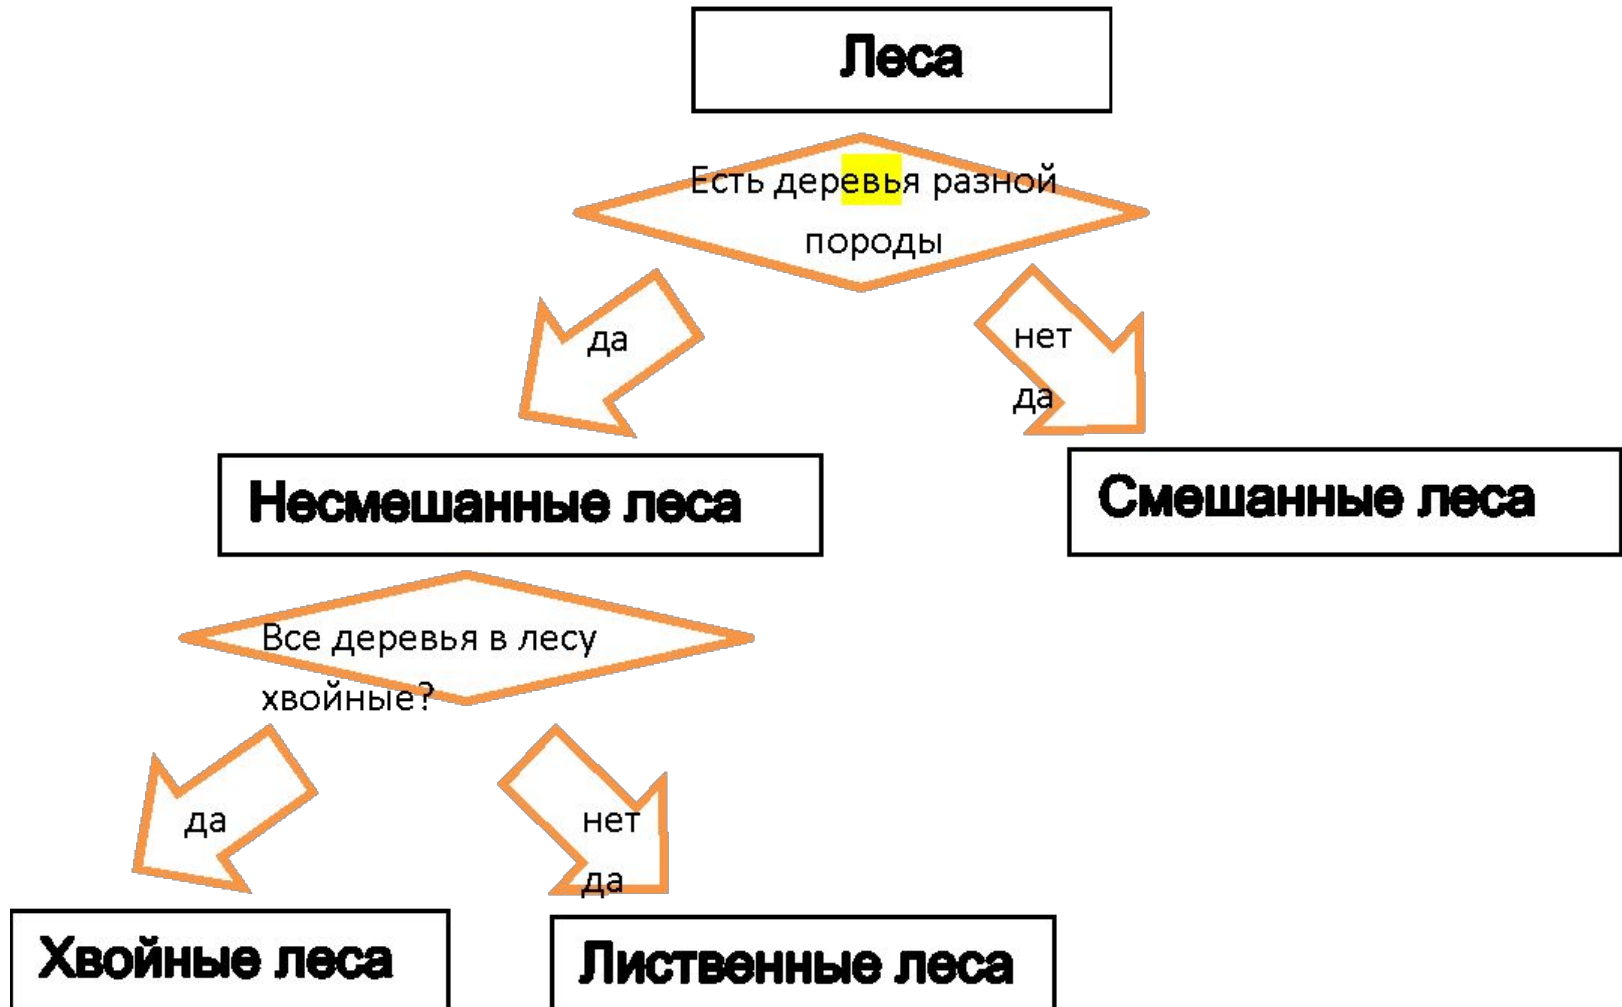 Леса
Есть деревья разной
породы
да
нет
да
Несмешанные леса
Смешанные леса
Все деревья в лесу
хвойные?
да
нет
да
Хвойные леса
Лиственные леса